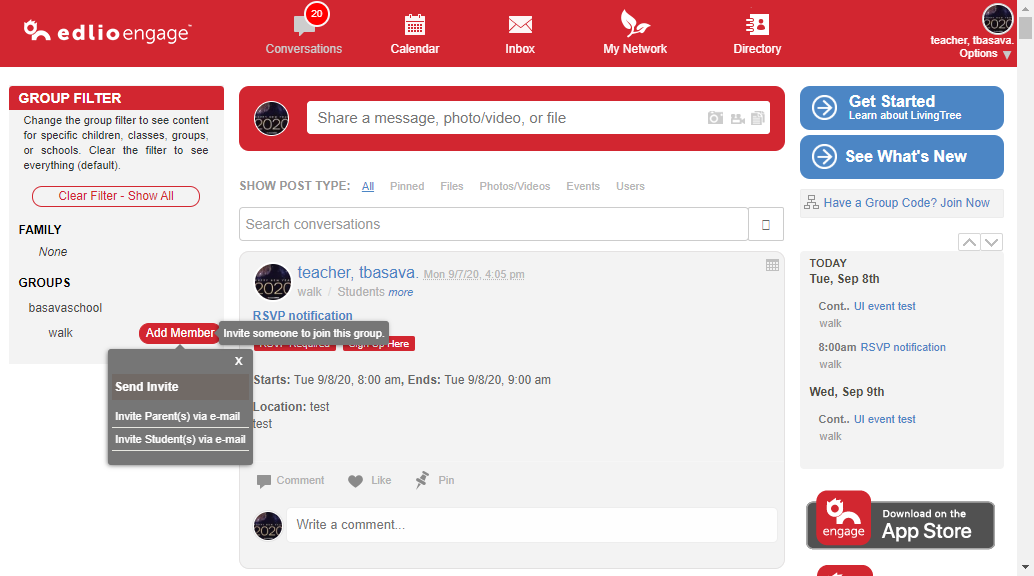 edlio engage
20
Conversations
Calendar
Inbox
My Network
Directory
teacher, tbasava.
Options
GROUP FILTER
Change the group filter to see content
for specific children, classes, groups,
or schools. Clear the filter to see
everything (default).
Clear Filter - Show All
FAMILY
None
GROUPS
basavaschool
walk
Add Member
Invite someone to join this group.
X
Send Invite
Invite Parent(s) via e-mail
Invite Student(s) via e-mail
Share a message, photo/video, or file
SHOW POST TYPE: All Pinned Files Photos/Videos Events Users
Search conversations
2020
teacher, tbasava. Mon 9/7/20, 4:05 pm
walk / Students more
RSVP notification
RSVP Required
Sign Up Here
Starts: Tue 9/8/20, 8:00 am, Ends: Tue 9/8/20, 9:00 am
Location: test
test
Comment
Like
Pin
Write a comment...
Get Started
Learn about LivingTree
See What's New
Have a Group Code? Join Now
TODAY
Tue, Sep 8th
Cont.. UI event test
walk
8:00am RSVP notification
walk
Wed, Sep 9th
Cont.. UI event test
walk
engage
Download on the
App Store